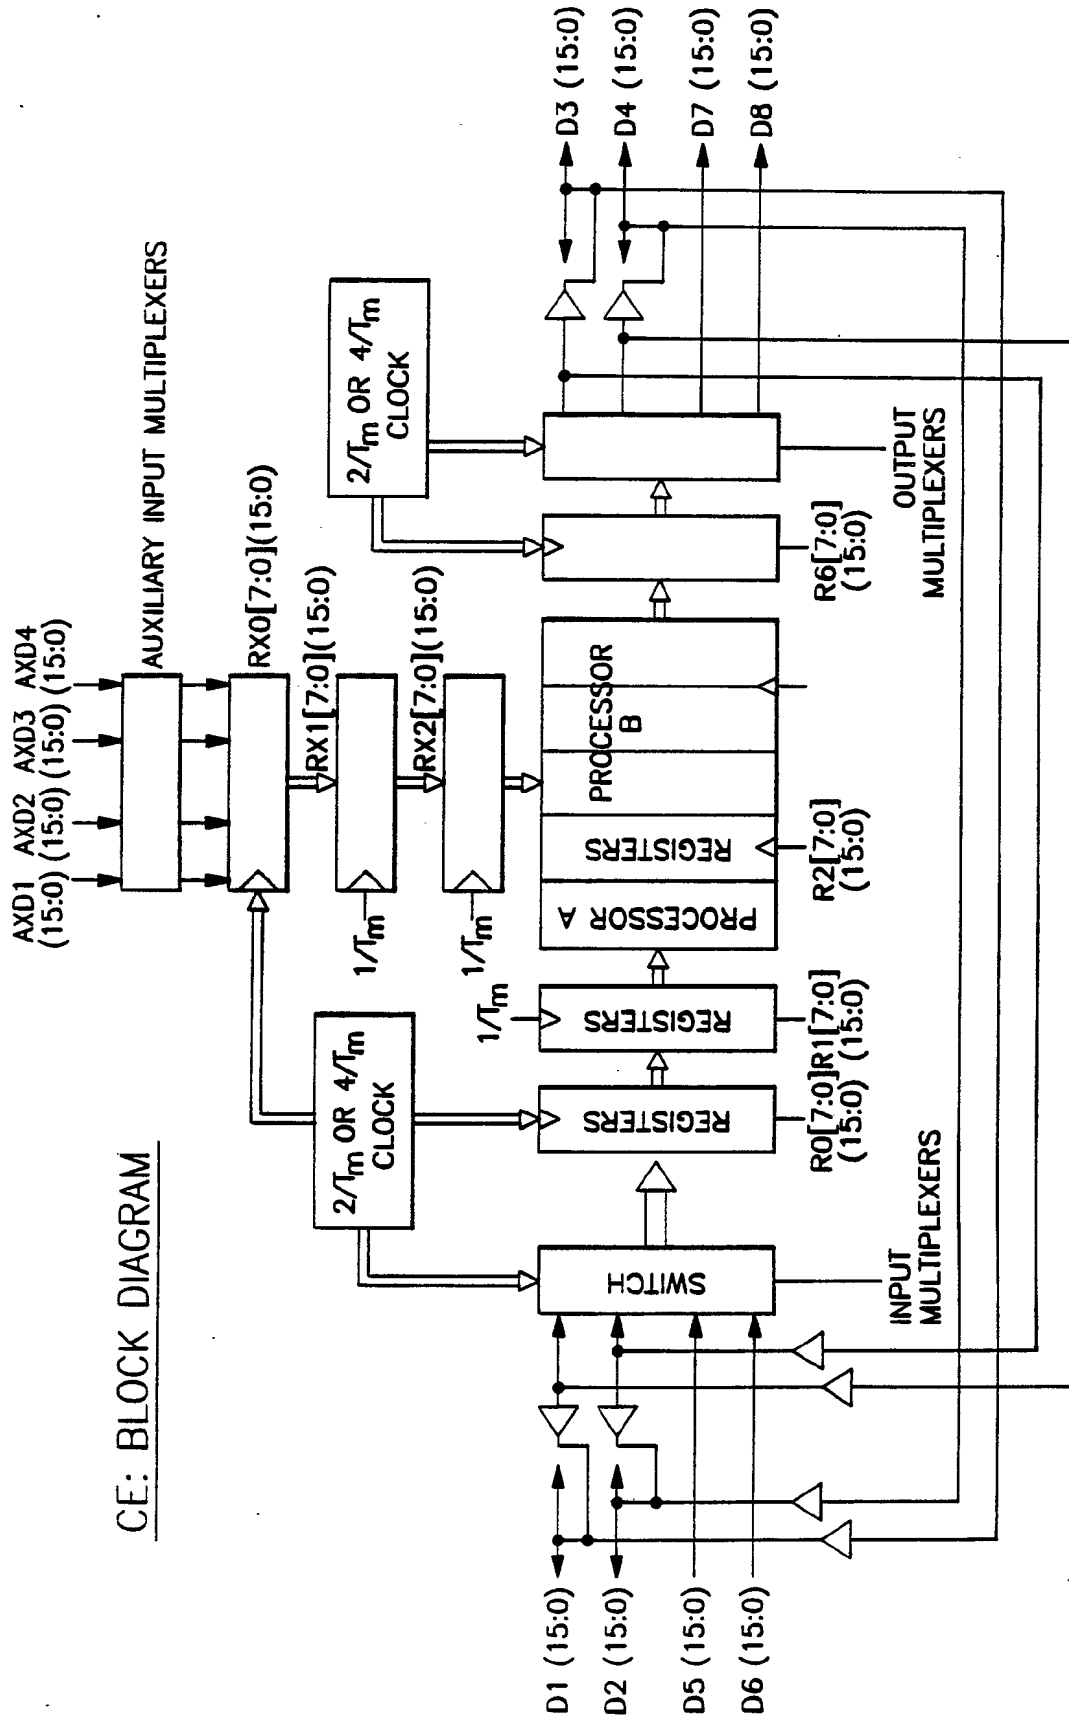 CE: BLOCK DIAGRAM
AXD1 AXD2 AXD3 AXD4
(15:0) (15:0) (15:0) (15:0)
AUXILIARY INPUT MULTIPLEXERS
RX0[7:0](15:0)
RX1[7:0](15:0)
1/Tm
RX2[7:0](15:0)
1/Tm
2/Tm OR 4/Tm
CLOCK
2/Tm OR 4/Tm
CLOCK
1/Tm
D1 (15:0)
D2 (15:0)
D5 (15:0)
D6 (15:0)
SWITCH
REGISTERS
REGISTERS
PROCESSOR A
REGISTERS
PROCESSOR
B
D3 (15:0)
D4 (15:0)
D7 (15:0)
D8 (15:0)
INPUT
MULTIPLEXERS
R0[7:0]
(15:0)
R1[7:0]
(15:0)
R2[7:0]
(15:0)
R6[7:0]
(15:0)
OUTPUT
MULTIPLEXERS